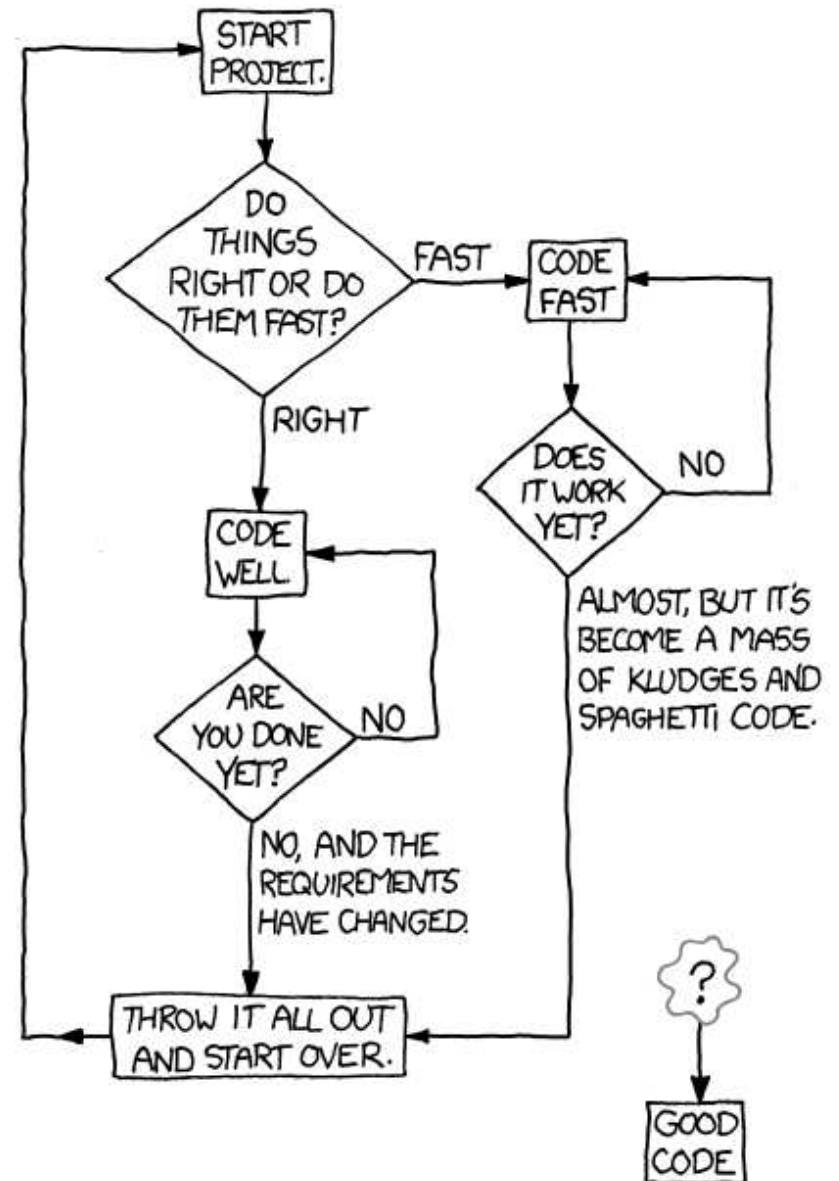 START
PROJECT.
DO
THINGS
RIGHT OR DO
THEM FAST?
FAST
CODE
FAST
RIGHT
DOES
IT WORK
YET?
NO
CODE
WELL.
ALMOST, BUT IT'S
BECOME A MASS
OF KLUDGES AND
SPAGHETTI CODE.
ARE
YOU DONE
YET?
NO
NO, AND THE
REQUIREMENTS
HAVE CHANGED.
THROW IT ALL OUT
AND START OVER.
?
GOOD
CODE